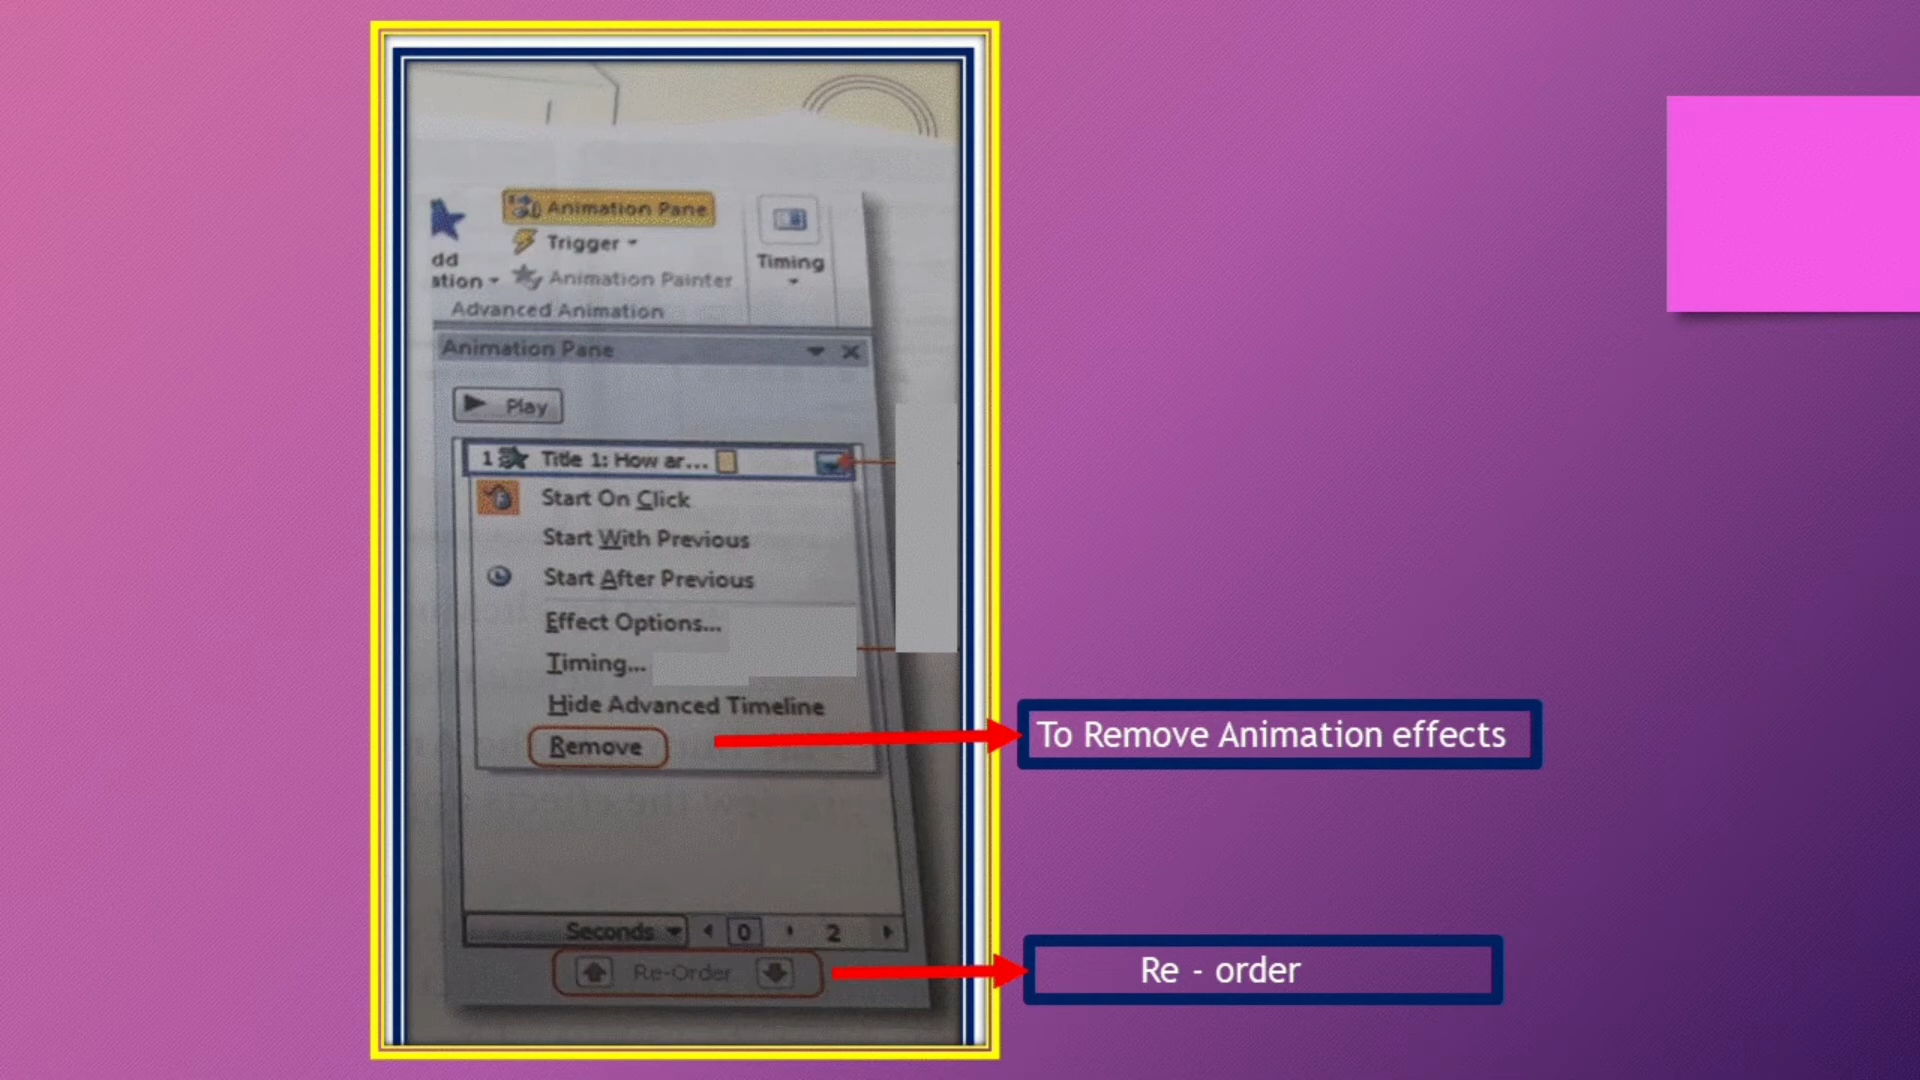 Animation Pane
Trigger
dd
ation
Animation Painter
Timing
Advanced Animation
Animation Pane
Play
1 Title 1: How ar...
Start On Click
Start With Previous
Start After Previous
Effect Options...
Timing...
Hide Advanced Timeline
Remove
To Remove Animation effects
Seconds 0 2
Re-Order
Re - order